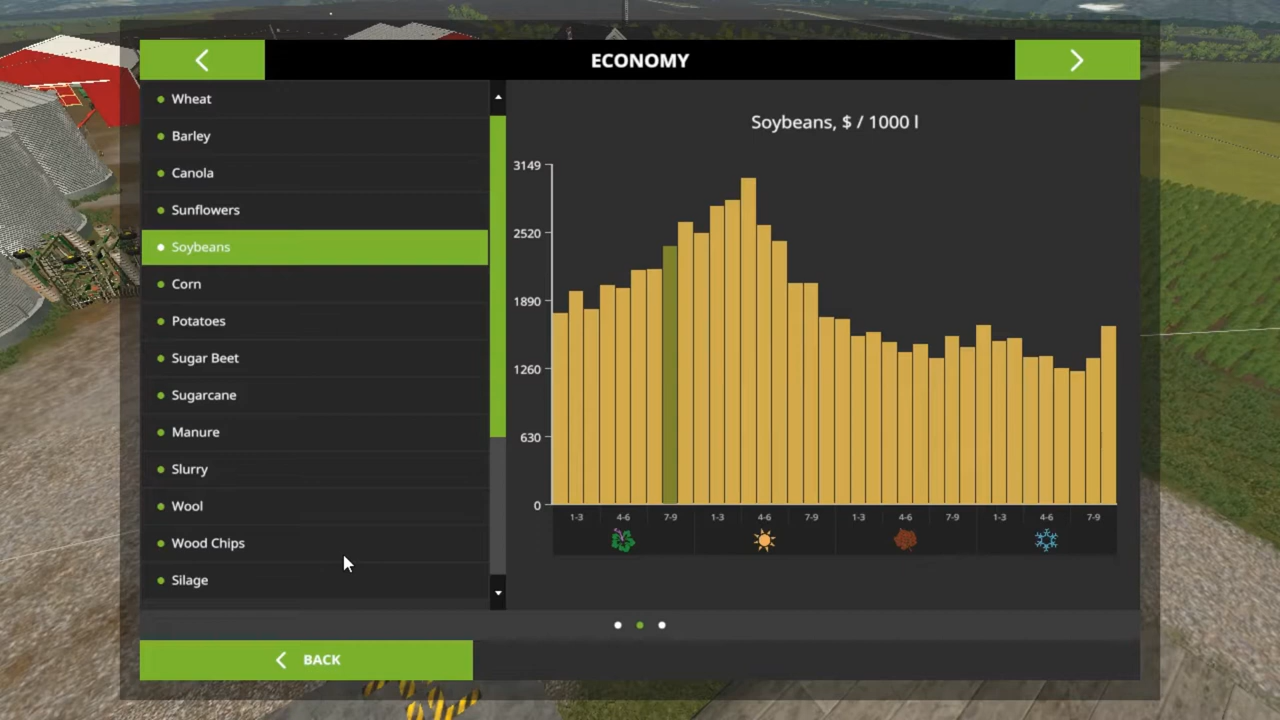 ECONOMY
Wheat
Barley
Canola
Sunflowers
Soybeans
Corn
Potatoes
Sugar Beet
Sugarcane
Manure
Slurry
Wool
Wood Chips
Silage
Soybeans, $ / 1000 l
3149
2520
1890
1260
630
0
1-3 4-6 7-9 1-3 4-6 7-9 1-3 4-6 7-9 1-3 4-6 7-9
BACK